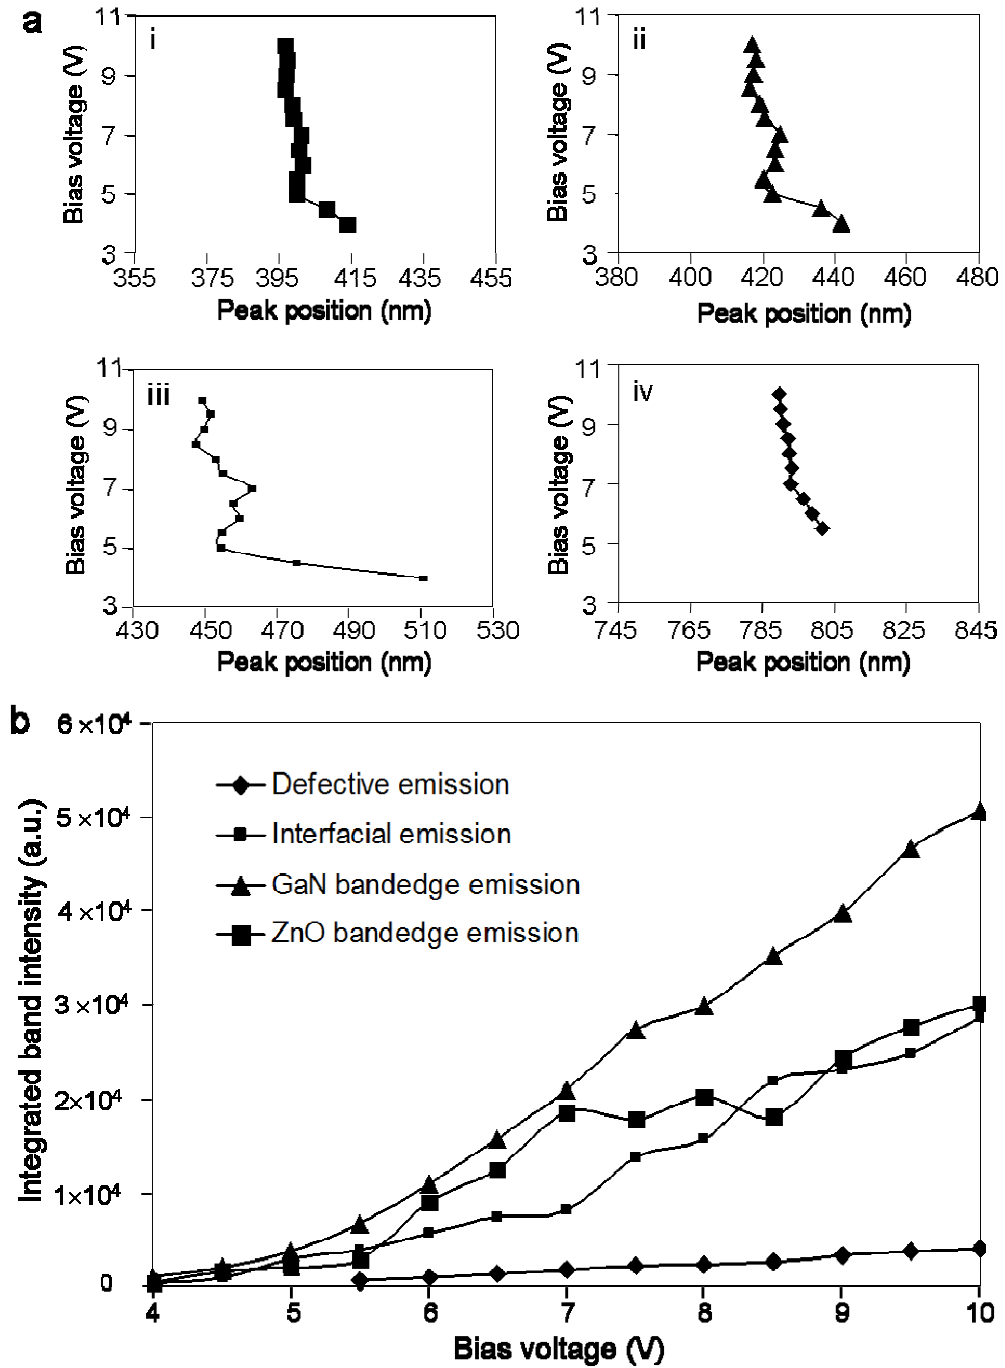 a
i
11
9
7
5
3
Bias voltage (V)
355 375 395 415 435 455
Peak position (nm)
ii
11
9
7
5
3
Bias voltage (V)
380 400 420 440 460 480
Peak position (nm)
iii
11
9
7
5
3
Bias voltage (V)
430 450 470 490 510 530
Peak position (nm)
iv
11
9
7
5
3
Bias voltage (V)
745 765 785 805 825 845
Peak position (nm)
b
6×10⁴
5×10⁴
4×10⁴
3×10⁴
2×10⁴
1×10⁴
0
Integrated band intensity (a.u.)
Defective emission
Interfacial emission
GaN bandedge emission
ZnO bandedge emission
4 5 6 7 8 9 10
Bias voltage (V)